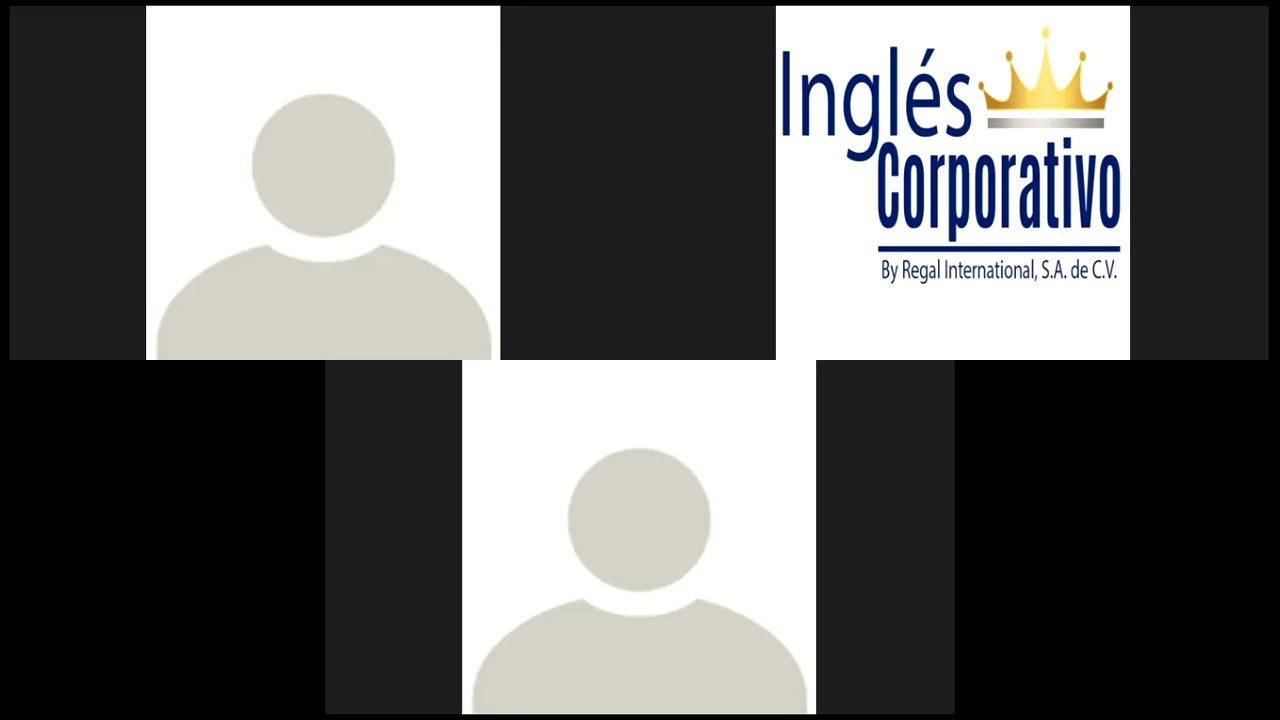 Inglés
Corporativo
By Regal International, S.A. de C.V.